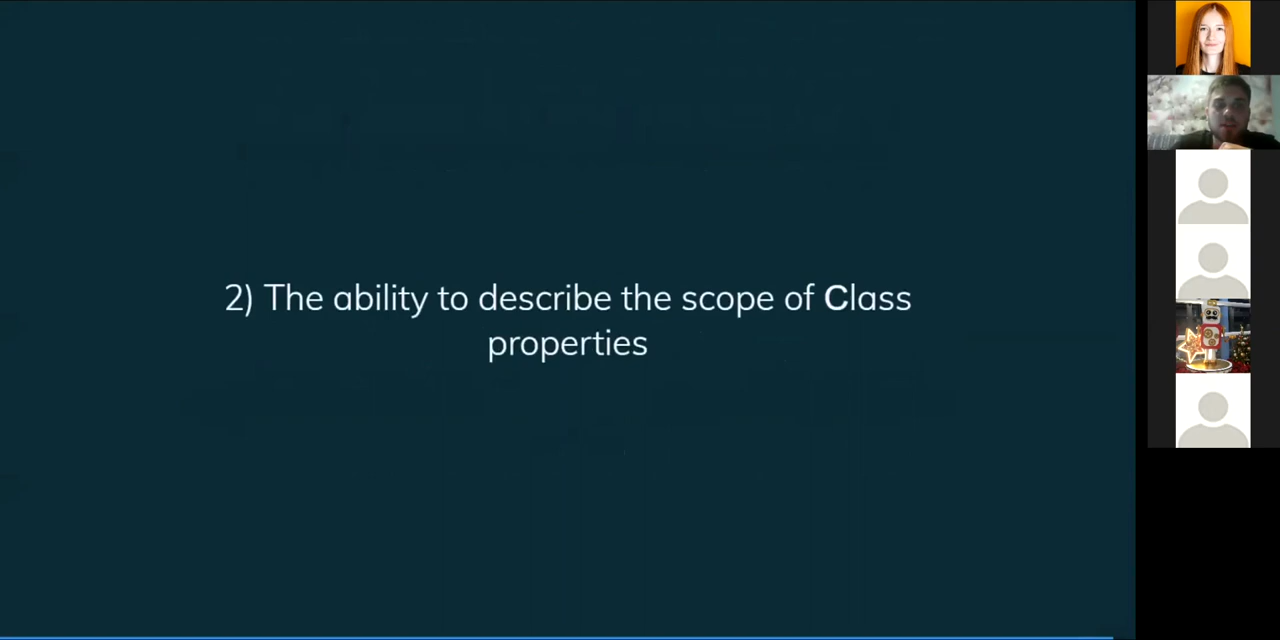 2) The ability to describe the scope of Class
properties